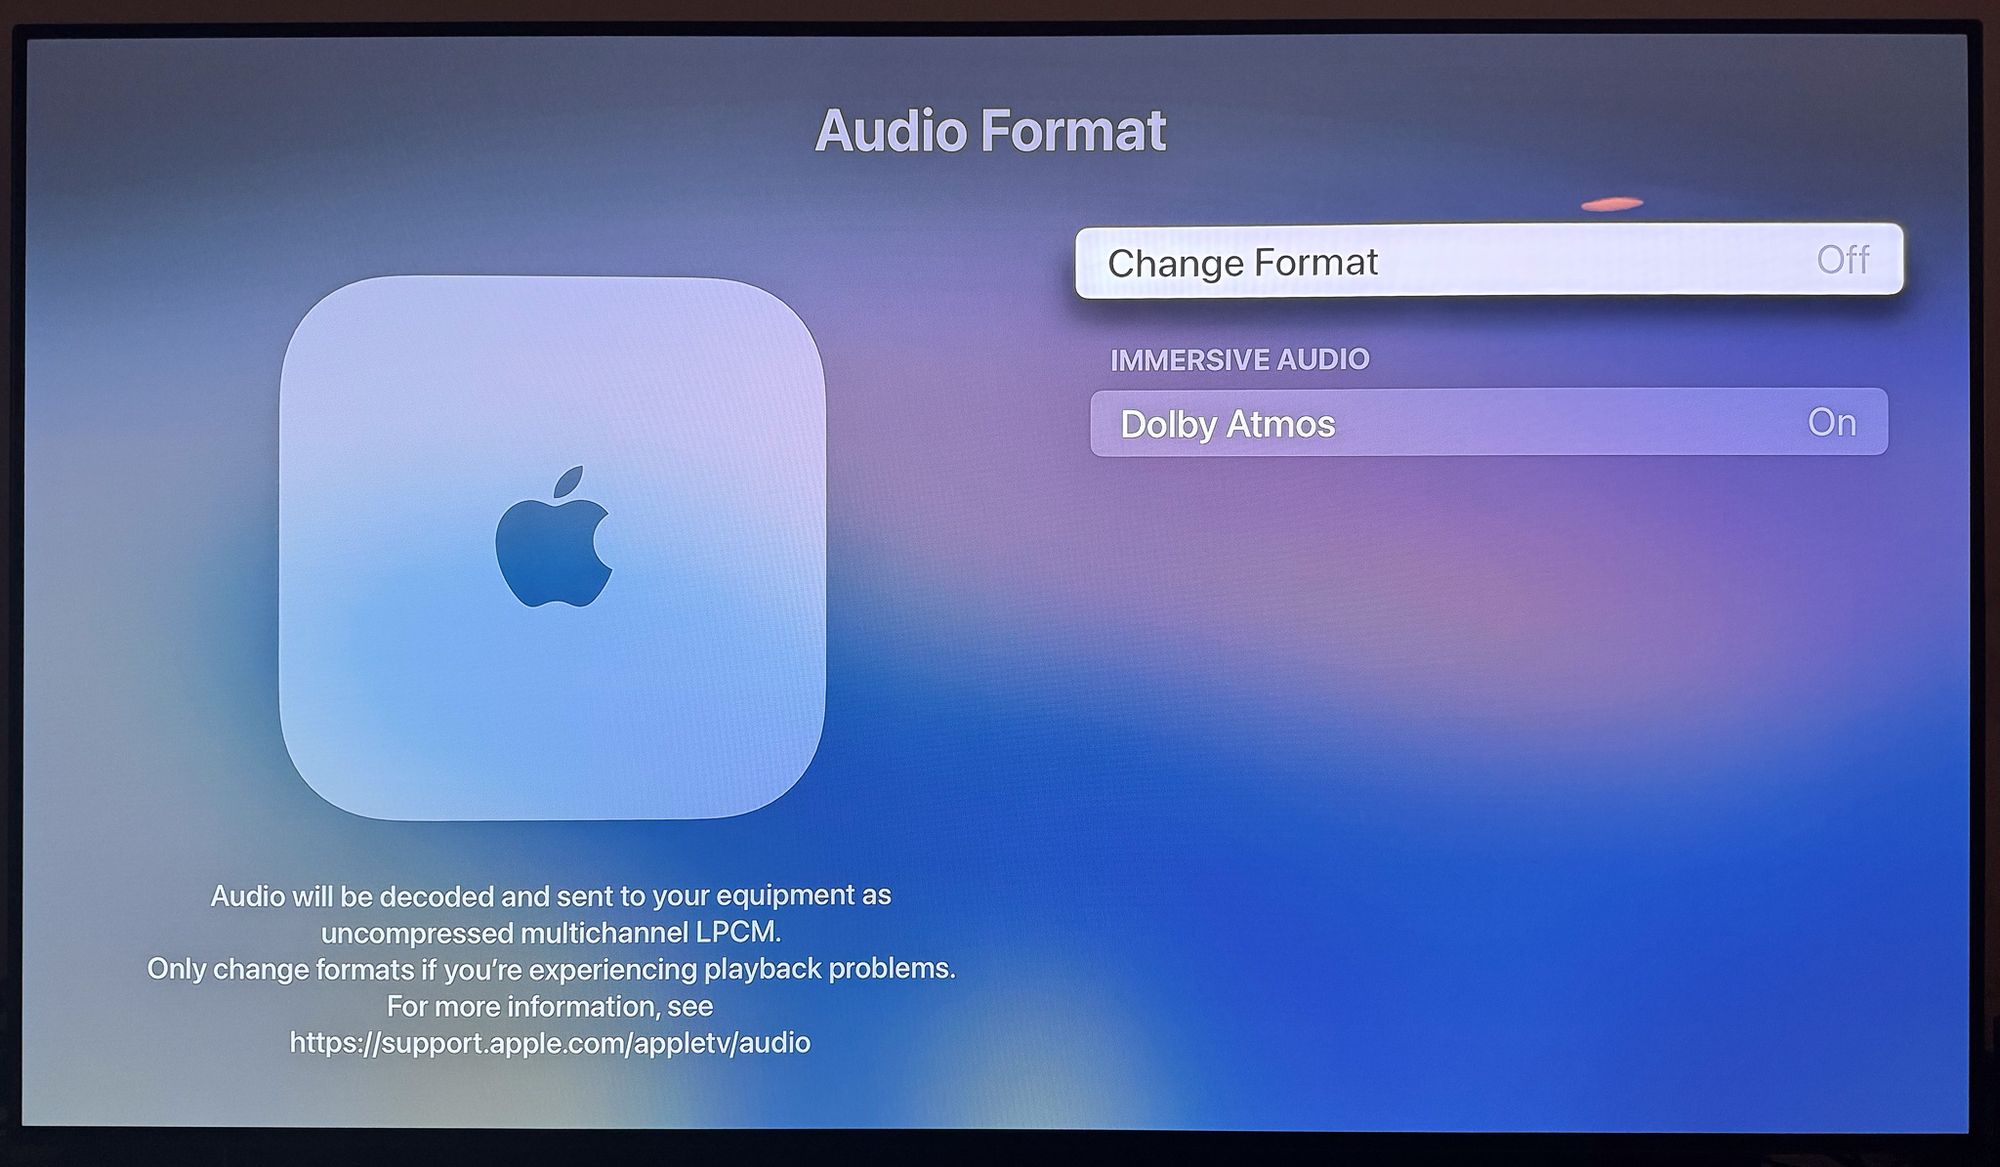 Audio Format
Change Format Off
IMMERSIVE AUDIO
Dolby Atmos On
Audio will be decoded and sent to your equipment as
uncompressed multichannel LPCM.
Only change formats if you’re experiencing playback problems.
For more information, see
https://support.apple.com/appletv/audio